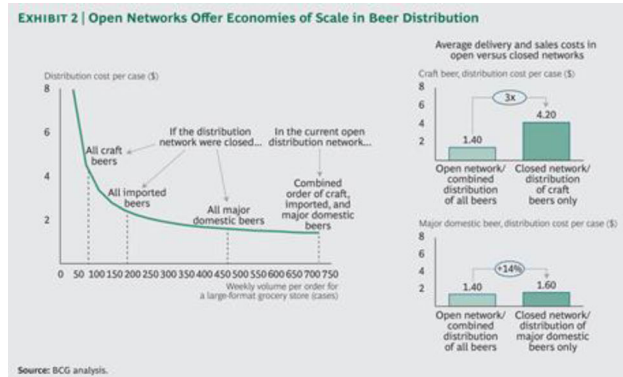 EXHIBIT 2 | Open Networks Offer Economies of Scale in Beer Distribution
Distribution cost per case ($)
8
6
4
2
All craft
beers
If the distribution
network were closed...
In the current open
distribution network...
All imported
beers
All major
domestic beers
Combined
order of craft,
imported, and
major domestic
beers
0 50 100 150 200 250 300 350 400 450 500 550 600 650 700 750
Weekly volume per order for
a large-format grocery store (cases)
Average delivery and sales costs in
open versus closed networks
Craft beer, distribution cost per case ($)
8
6
4
2
3x
1.40
4.20
Open network/
combined
distribution
of all beers
Closed network/
distribution
of craft
beers only
Major domestic beer, distribution cost per case ($)
8
6
4
2
+14%
1.40
1.60
Open network/
combined
distribution
of all beers
Closed network/
distribution of
major domestic
beers only
Source: BCG analysis.